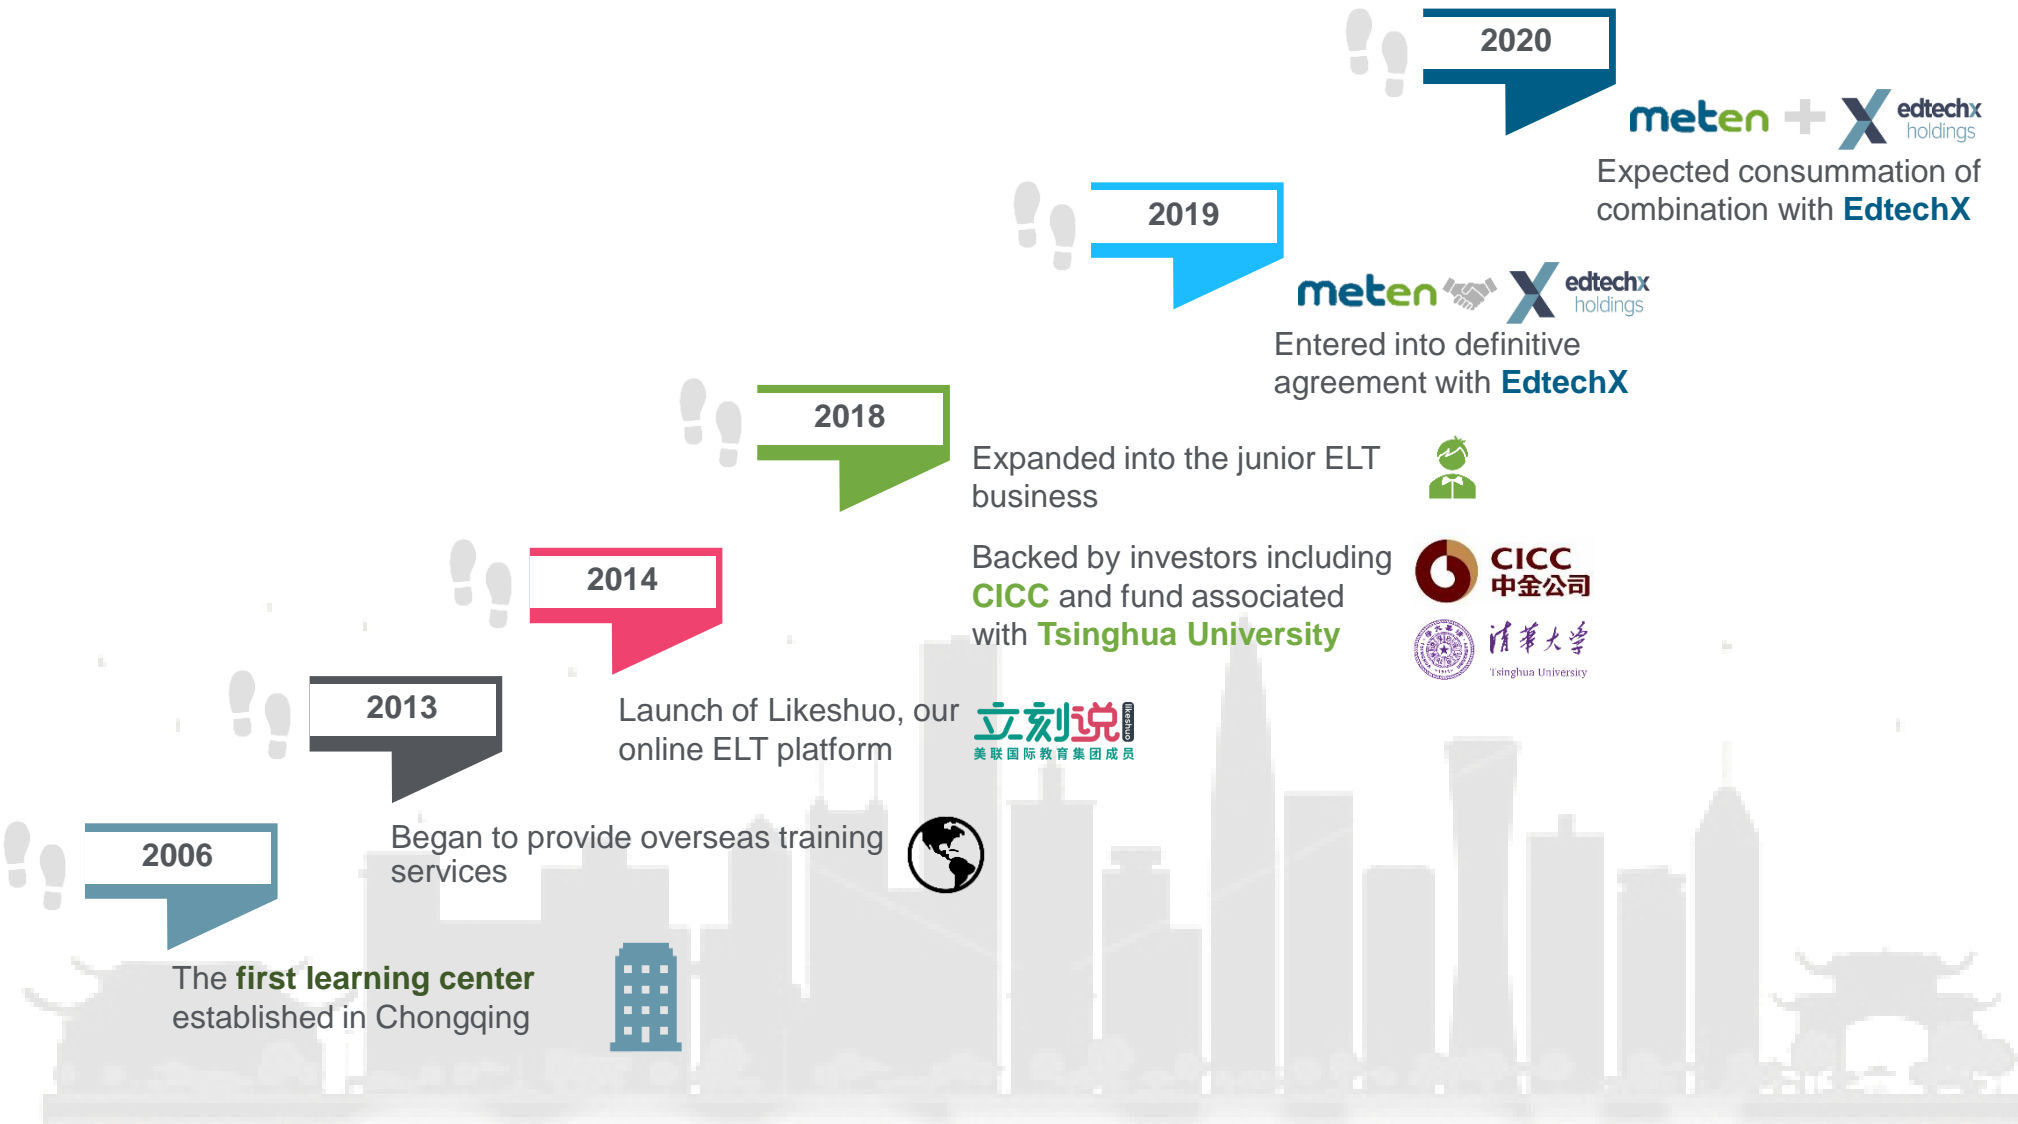 2020
meten
edtechx
holdings
Expected consummation of
combination with EdtechX
2019
meten
edtechx
holdings
Entered into definitive
agreement with EdtechX
2018
Expanded into the junior ELT
business
Backed by investors including
CICC and fund associated
with Tsinghua University
CICC
中金公司
清华大学
Tsinghua University
2014
Launch of Likeshuo, our
online ELT platform
立刻说
likeshuo
美联国际教育集团成员
2013
Began to provide overseas training
services
2006
The first learning center
established in Chongqing